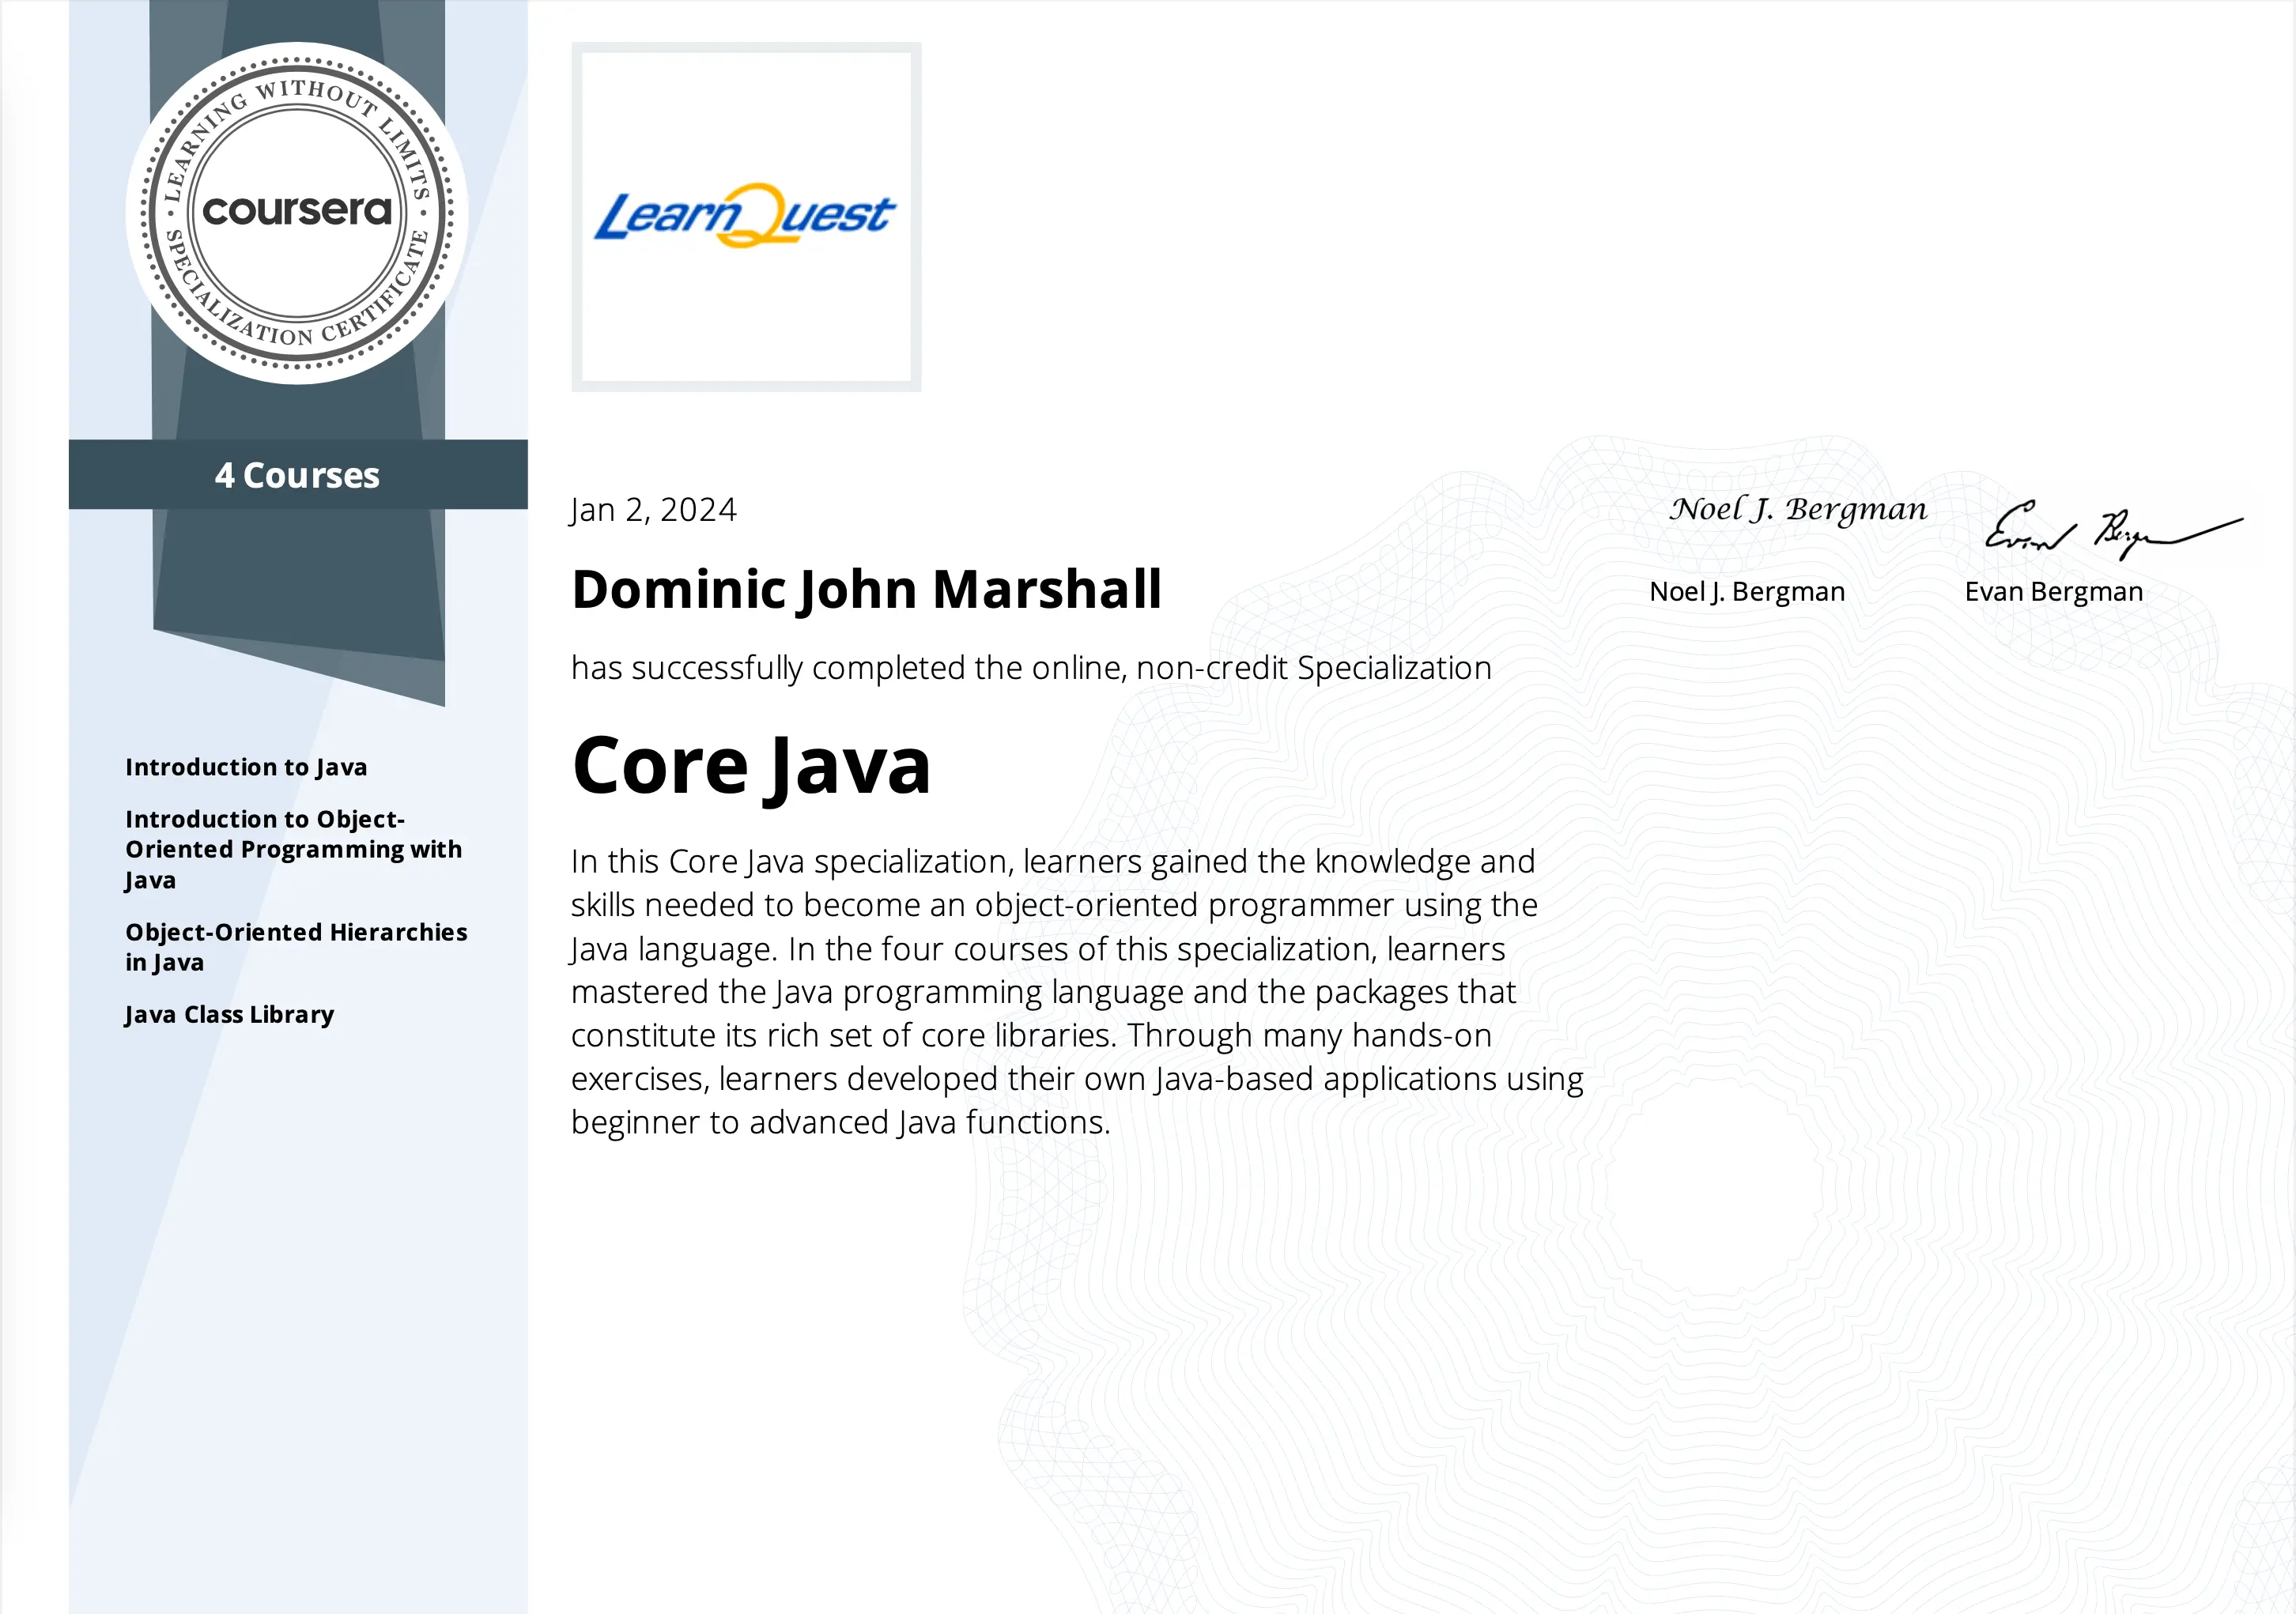 LEARNING WITHOUT LIMITS
coursera
SPECIALIZATION CERTIFICATE
4 Courses
Introduction to Java
Introduction to Object-
Oriented Programming with
Java
Object-Oriented Hierarchies
in Java
Java Class Library
LearnQuest
Jan 2, 2024
Dominic John Marshall
has successfully completed the online, non-credit Specialization
Core Java
In this Core Java specialization, learners gained the knowledge and
skills needed to become an object-oriented programmer using the
Java language. In the four courses of this specialization, learners
mastered the Java programming language and the packages that
constitute its rich set of core libraries. Through many hands-on
exercises, learners developed their own Java-based applications using
beginner to advanced Java functions.
Noel J. Bergman
Evan Bergman
Noel J. Bergman
Evan Bergman